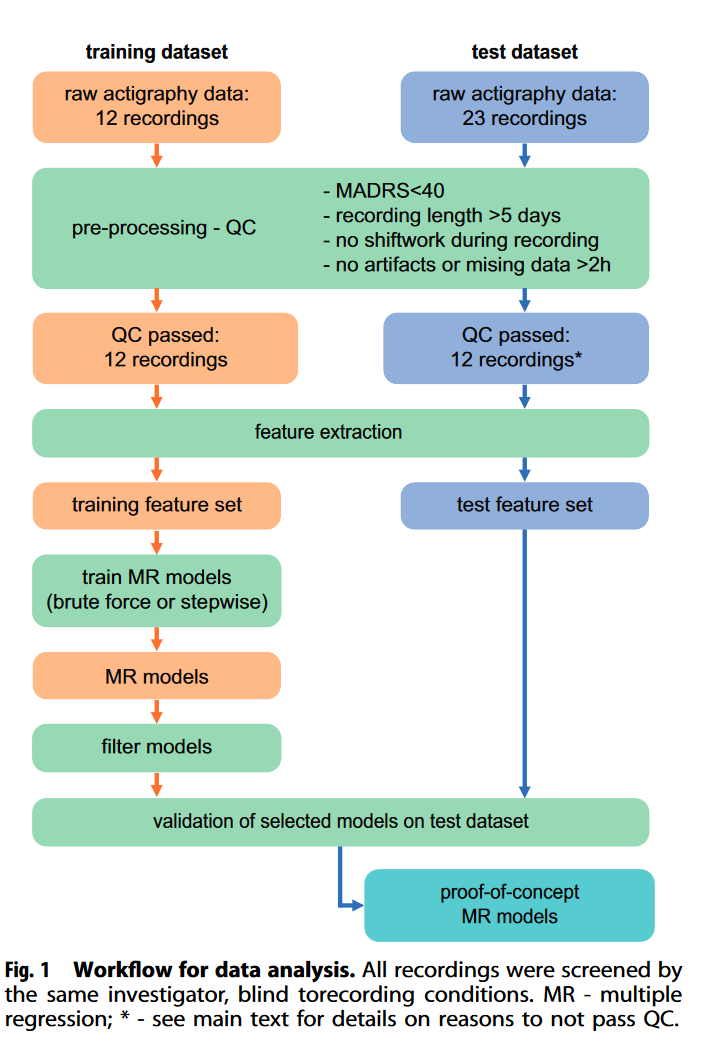 training dataset
test dataset
raw actigraphy data:
12 recordings
raw actigraphy data:
23 recordings
pre-processing - QC
- MADRS<40
- recording length >5 days
- no shiftwork during recording
- no artifacts or mising data >2h
QC passed:
12 recordings
QC passed:
12 recordings*
feature extraction
training feature set
test feature set
train MR models
(brute force or stepwise)
MR models
filter models
validation of selected models on test dataset
proof-of-concept
MR models
Fig. 1 Workflow for data analysis. All recordings were screened by
the same investigator, blind torecording conditions. MR - multiple
regression; * - see main text for details on reasons to not pass QC.